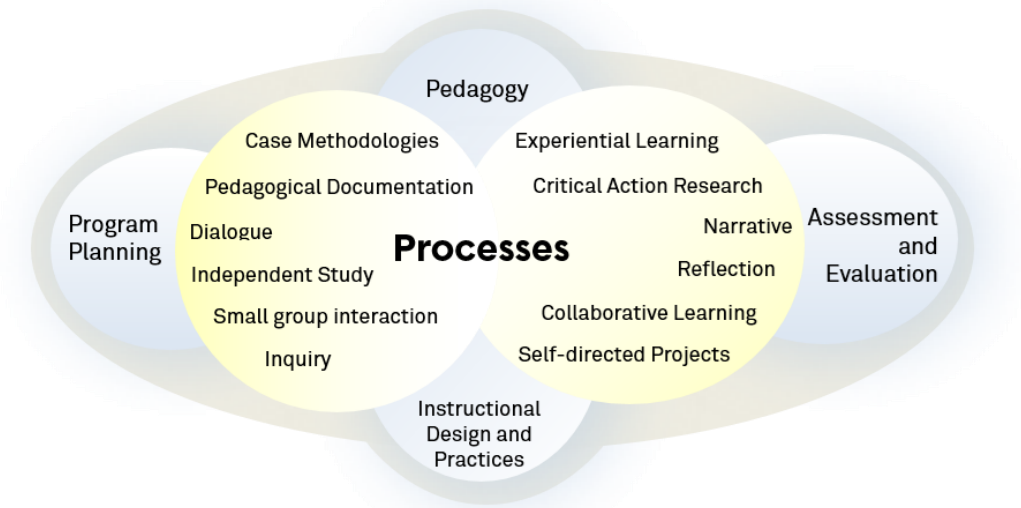 Pedagogy
Case Methodologies
Pedagogical Documentation
Dialogue
Independent Study
Small group interaction
Inquiry
Program
Planning
Processes
Experiential Learning
Critical Action Research
Narrative
Reflection
Collaborative Learning
Self-directed Projects
Assessment
and
Evaluation
Instructional
Design and
Practices